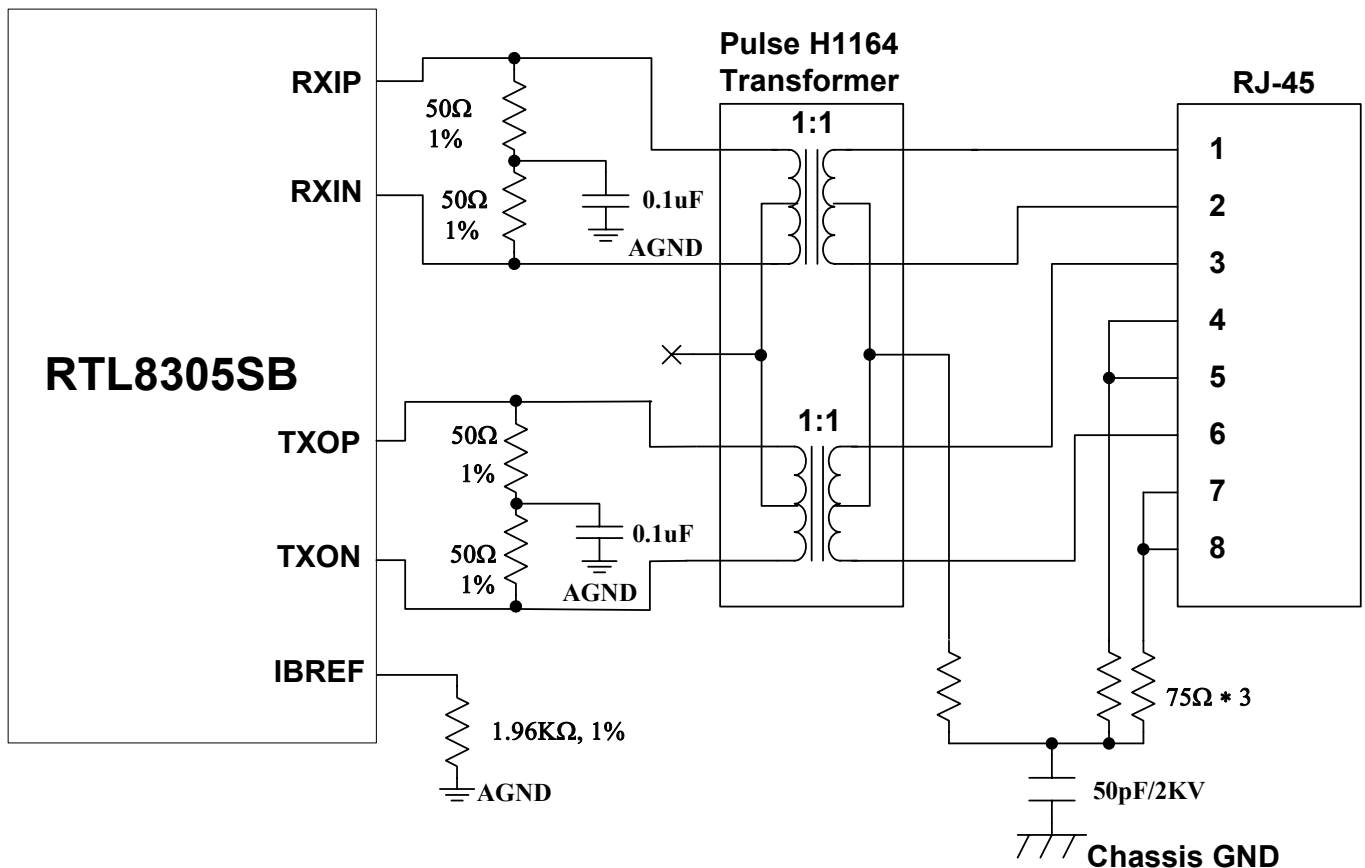 Pulse H1164
Transformer
RJ-45
RXIP
50Ω
1%
1:1
1
RXIN
50Ω
1%
0.1uF
AGND
2
3
4
RTL8305SB
5
TXOP
50Ω
1%
1:1
6
7
TXON
50Ω
1%
0.1uF
AGND
8
IBREF
1.96KΩ, 1%
AGND
75Ω * 3
50pF/2KV
Chassis GND